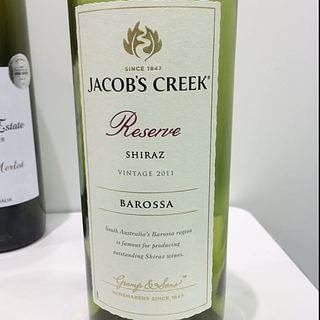 SINCE 1847
JACOB'S CREEK®
Reserve
SHIRAZ
VINTAGE 2011
BAROSSA
South Australia's Barossa region
is famous for producing
outstanding Shiraz wines.
Gramp & Sons™
WINEMAKERS SINCE 1847
Estate
Merlot